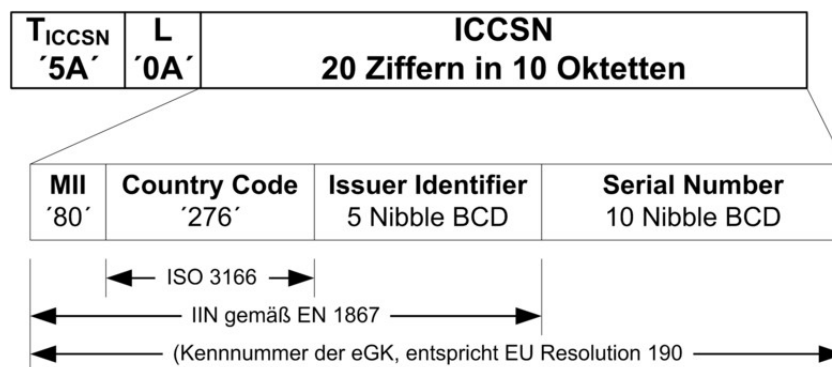 TICCSN L ICCSN
´5A´ ´0A´ 20 Ziffern in 10 Oktetten
MII Country Code Issuer Identifier Serial Number
´80´ ´276´ 5 Nibble BCD 10 Nibble BCD
ISO 3166
IIN gemäß EN 1867
(Kennnummer der eGK, entspricht EU Resolution 190